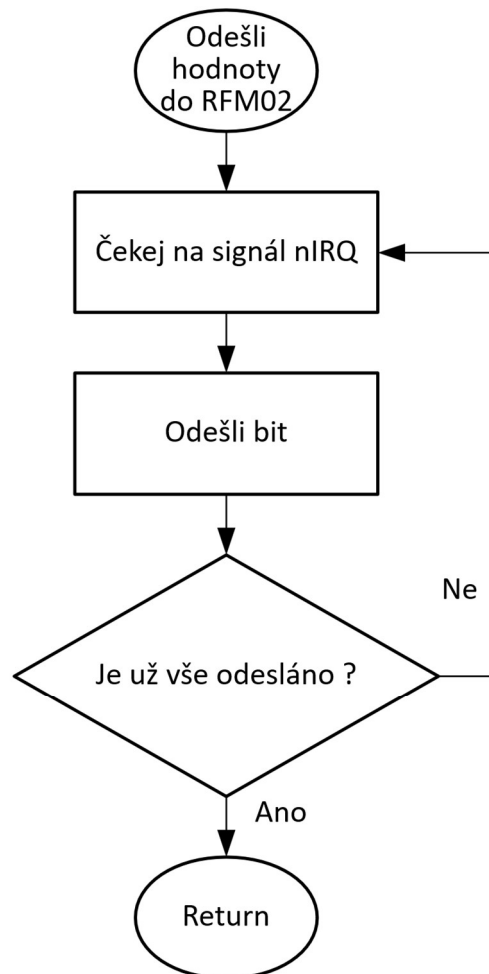 Odešli
hodnoty
do RFM02
Čekej na signál nIRQ
Odešli bit
Ne
Je už vše odesláno ?
Ano
Return